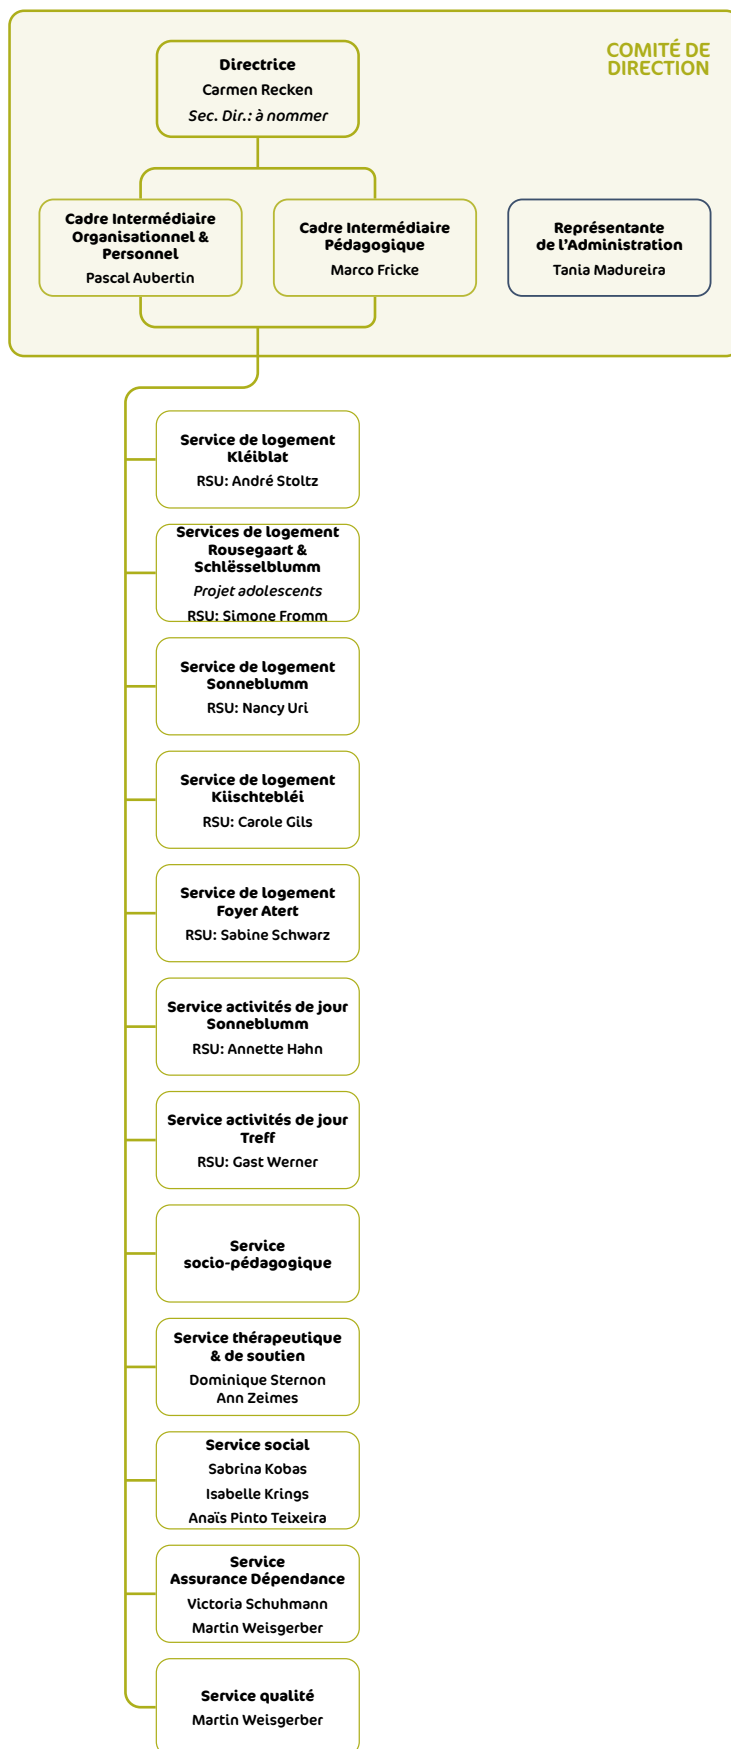 COMITÉ DE
DIRECTION
Directrice
Carmen Recken
Sec. Dir.: à nommer
Cadre Intermédiaire
Organisationnel &
Personnel
Pascal Aubertin
Cadre Intermédiaire
Pédagogique
Marco Fricke
Représentante
de l'Administration
Tania Madureira
Service de logement
Kléiblat
RSU: André Stoltz
Services de logement
Rousegaart &
Schlësselblumm
Projet adolescents
RSU: Simone Fromm
Service de logement
Sonneblumm
RSU: Nancy Uri
Service de logement
Kiischtebléi
RSU: Carole Gils
Service de logement
Foyer Atert
RSU: Sabine Schwarz
Service activités de jour
Sonneblumm
RSU: Annette Hahn
Service activités de jour
Treff
RSU: Gast Werner
Service
socio-pédagogique
Service thérapeutique
& de soutien
Dominique Sternon
Ann Zeimes
Service social
Sabrina Kobas
Isabelle Krings
Anaïs Pinto Teixeira
Service
Assurance Dépendance
Victoria Schuhmann
Martin Weisgerber
Service qualité
Martin Weisgerber